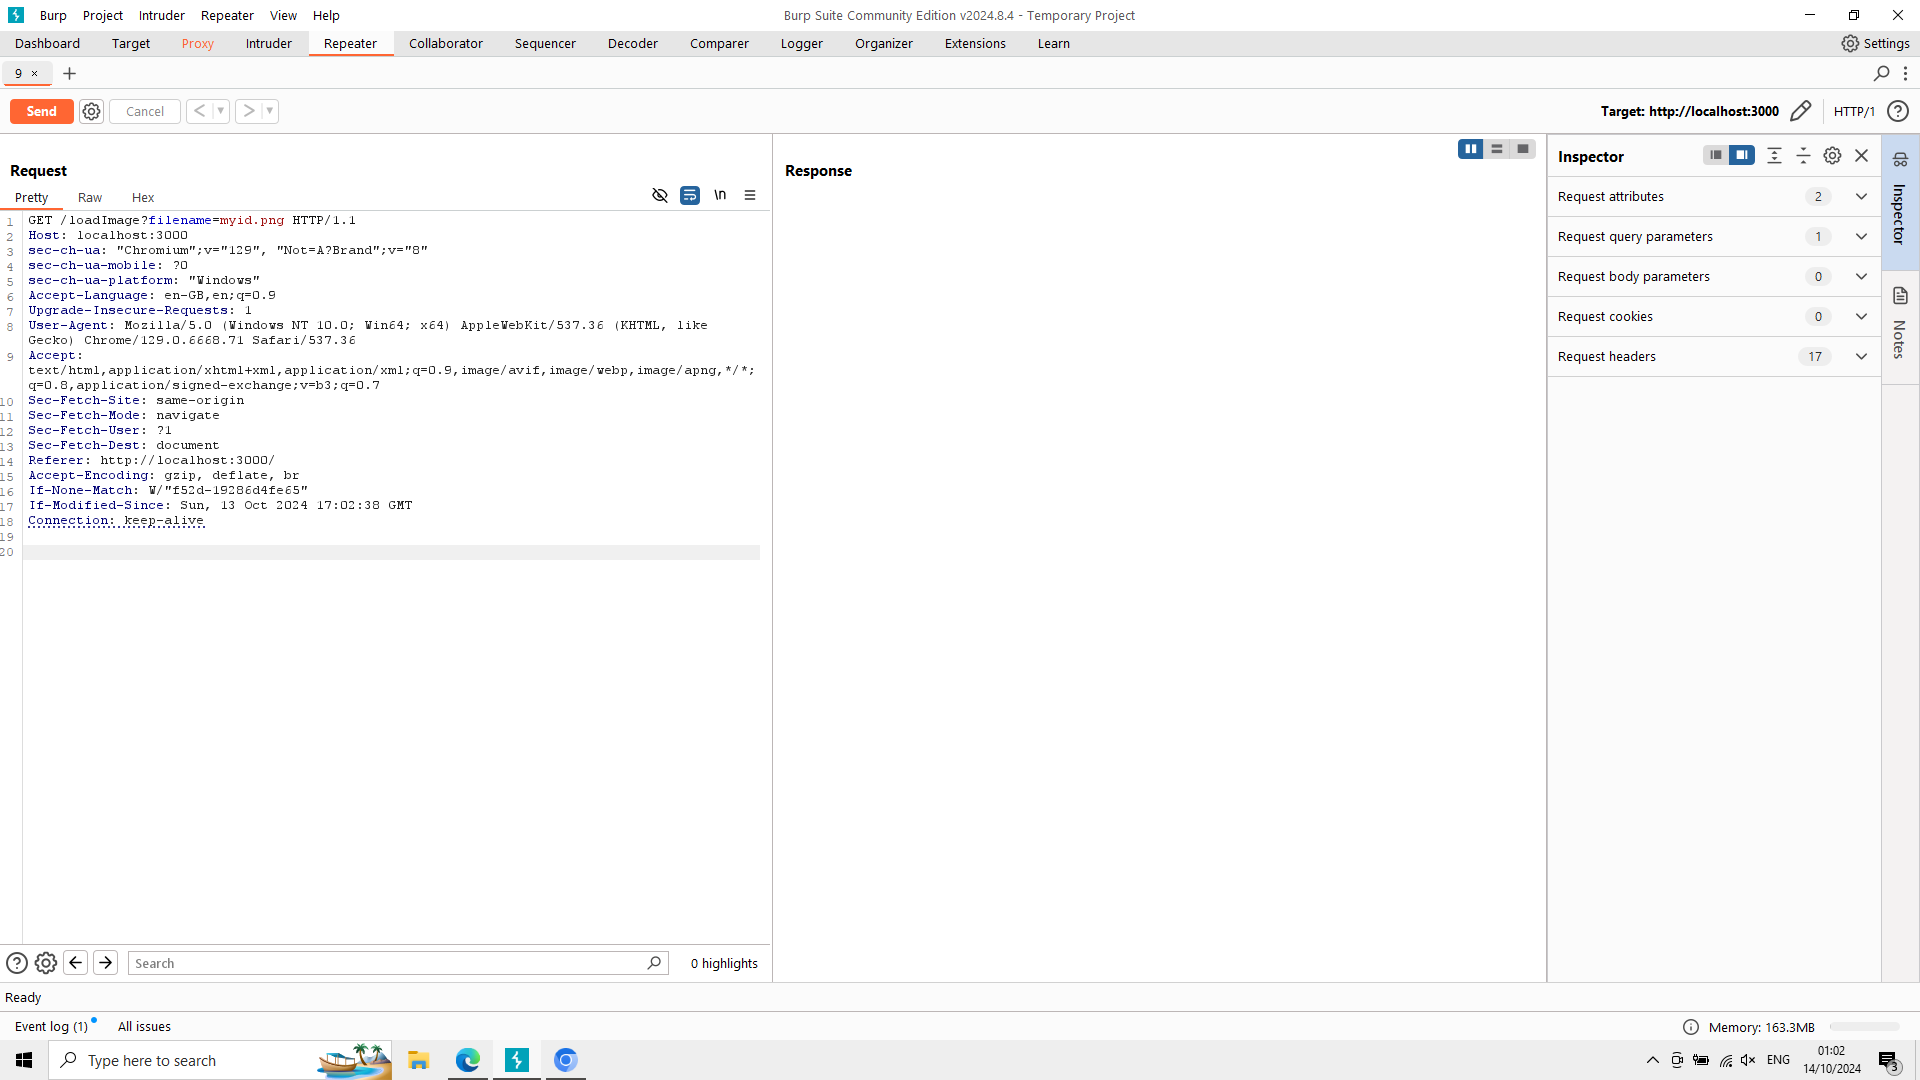 Burp Project Intruder Repeater View Help
Burp Suite Community Edition v2024.8.4 - Temporary Project
Dashboard Target Proxy Intruder Repeater Collaborator Sequencer Decoder Comparer Logger Organizer Extensions Learn Settings
9 × +
Send Cancel < >
Target: http://localhost:3000 HTTP/1 ?
Request
Pretty Raw Hex \n
1 GET /loadImage?filename=myid.png HTTP/1.1
2 Host: localhost:3000
3 sec-ch-ua: "Chromium";v="129", "Not=A?Brand";v="8"
4 sec-ch-ua-mobile: ?0
5 sec-ch-ua-platform: "Windows"
6 Accept-Language: en-GB,en;q=0.9
7 Upgrade-Insecure-Requests: 1
8 User-Agent: Mozilla/5.0 (Windows NT 10.0; Win64; x64) AppleWebKit/537.36 (KHTML, like
Gecko) Chrome/129.0.6668.71 Safari/537.36
9 Accept:
text/html,application/xhtml+xml,application/xml;q=0.9,image/avif,image/webp,image/apng,*/*;
q=0.8,application/signed-exchange;v=b3;q=0.7
10 Sec-Fetch-Site: same-origin
11 Sec-Fetch-Mode: navigate
12 Sec-Fetch-User: ?1
13 Sec-Fetch-Dest: document
14 Referer: http://localhost:3000/
15 Accept-Encoding: gzip, deflate, br
16 If-None-Match: W/"f52d-19286d4fe65"
17 If-Modified-Since: Sun, 13 Oct 2024 17:02:38 GMT
18 Connection: keep-alive
19
20
Search
0 highlights
Response
Inspector
Request attributes 2
Request query parameters 1
Request body parameters 0
Request cookies 0
Request headers 17
Inspector
Notes
Ready
Event log (1) All issues
Memory: 163.3MB
Type here to search
ENG
01:02
14/10/2024
3